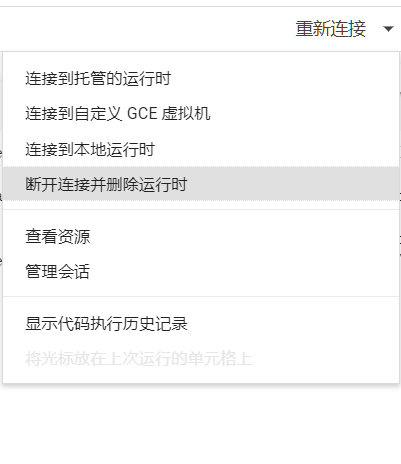 重新连接
连接到托管的运行时
连接到自定义 GCE 虚拟机
连接到本地运行时
断开连接并删除运行时
查看资源
管理会话
显示代码执行历史记录
将光标放在上次运行的单元格上